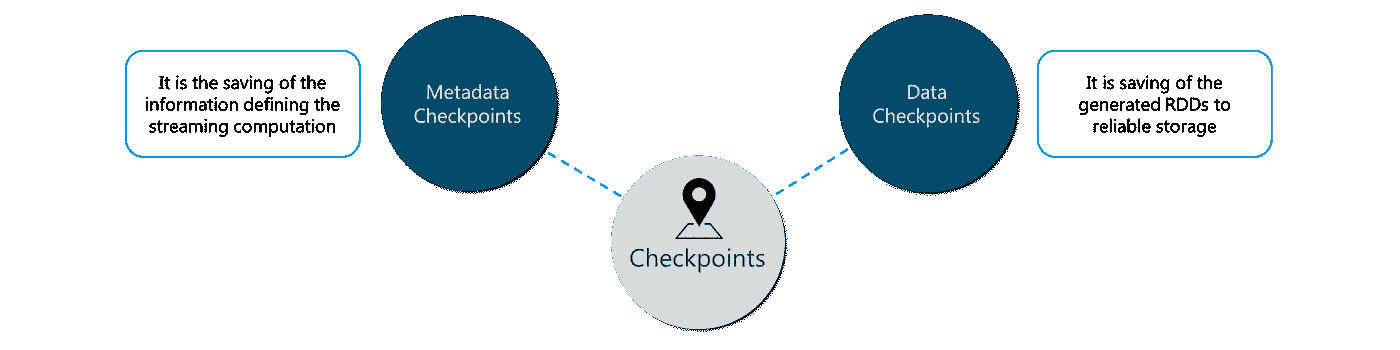 It is the saving of the
information defining the
streaming computation
Metadata
Checkpoints
Data
Checkpoints
It is saving of the
generated RDDs to
reliable storage
Checkpoints